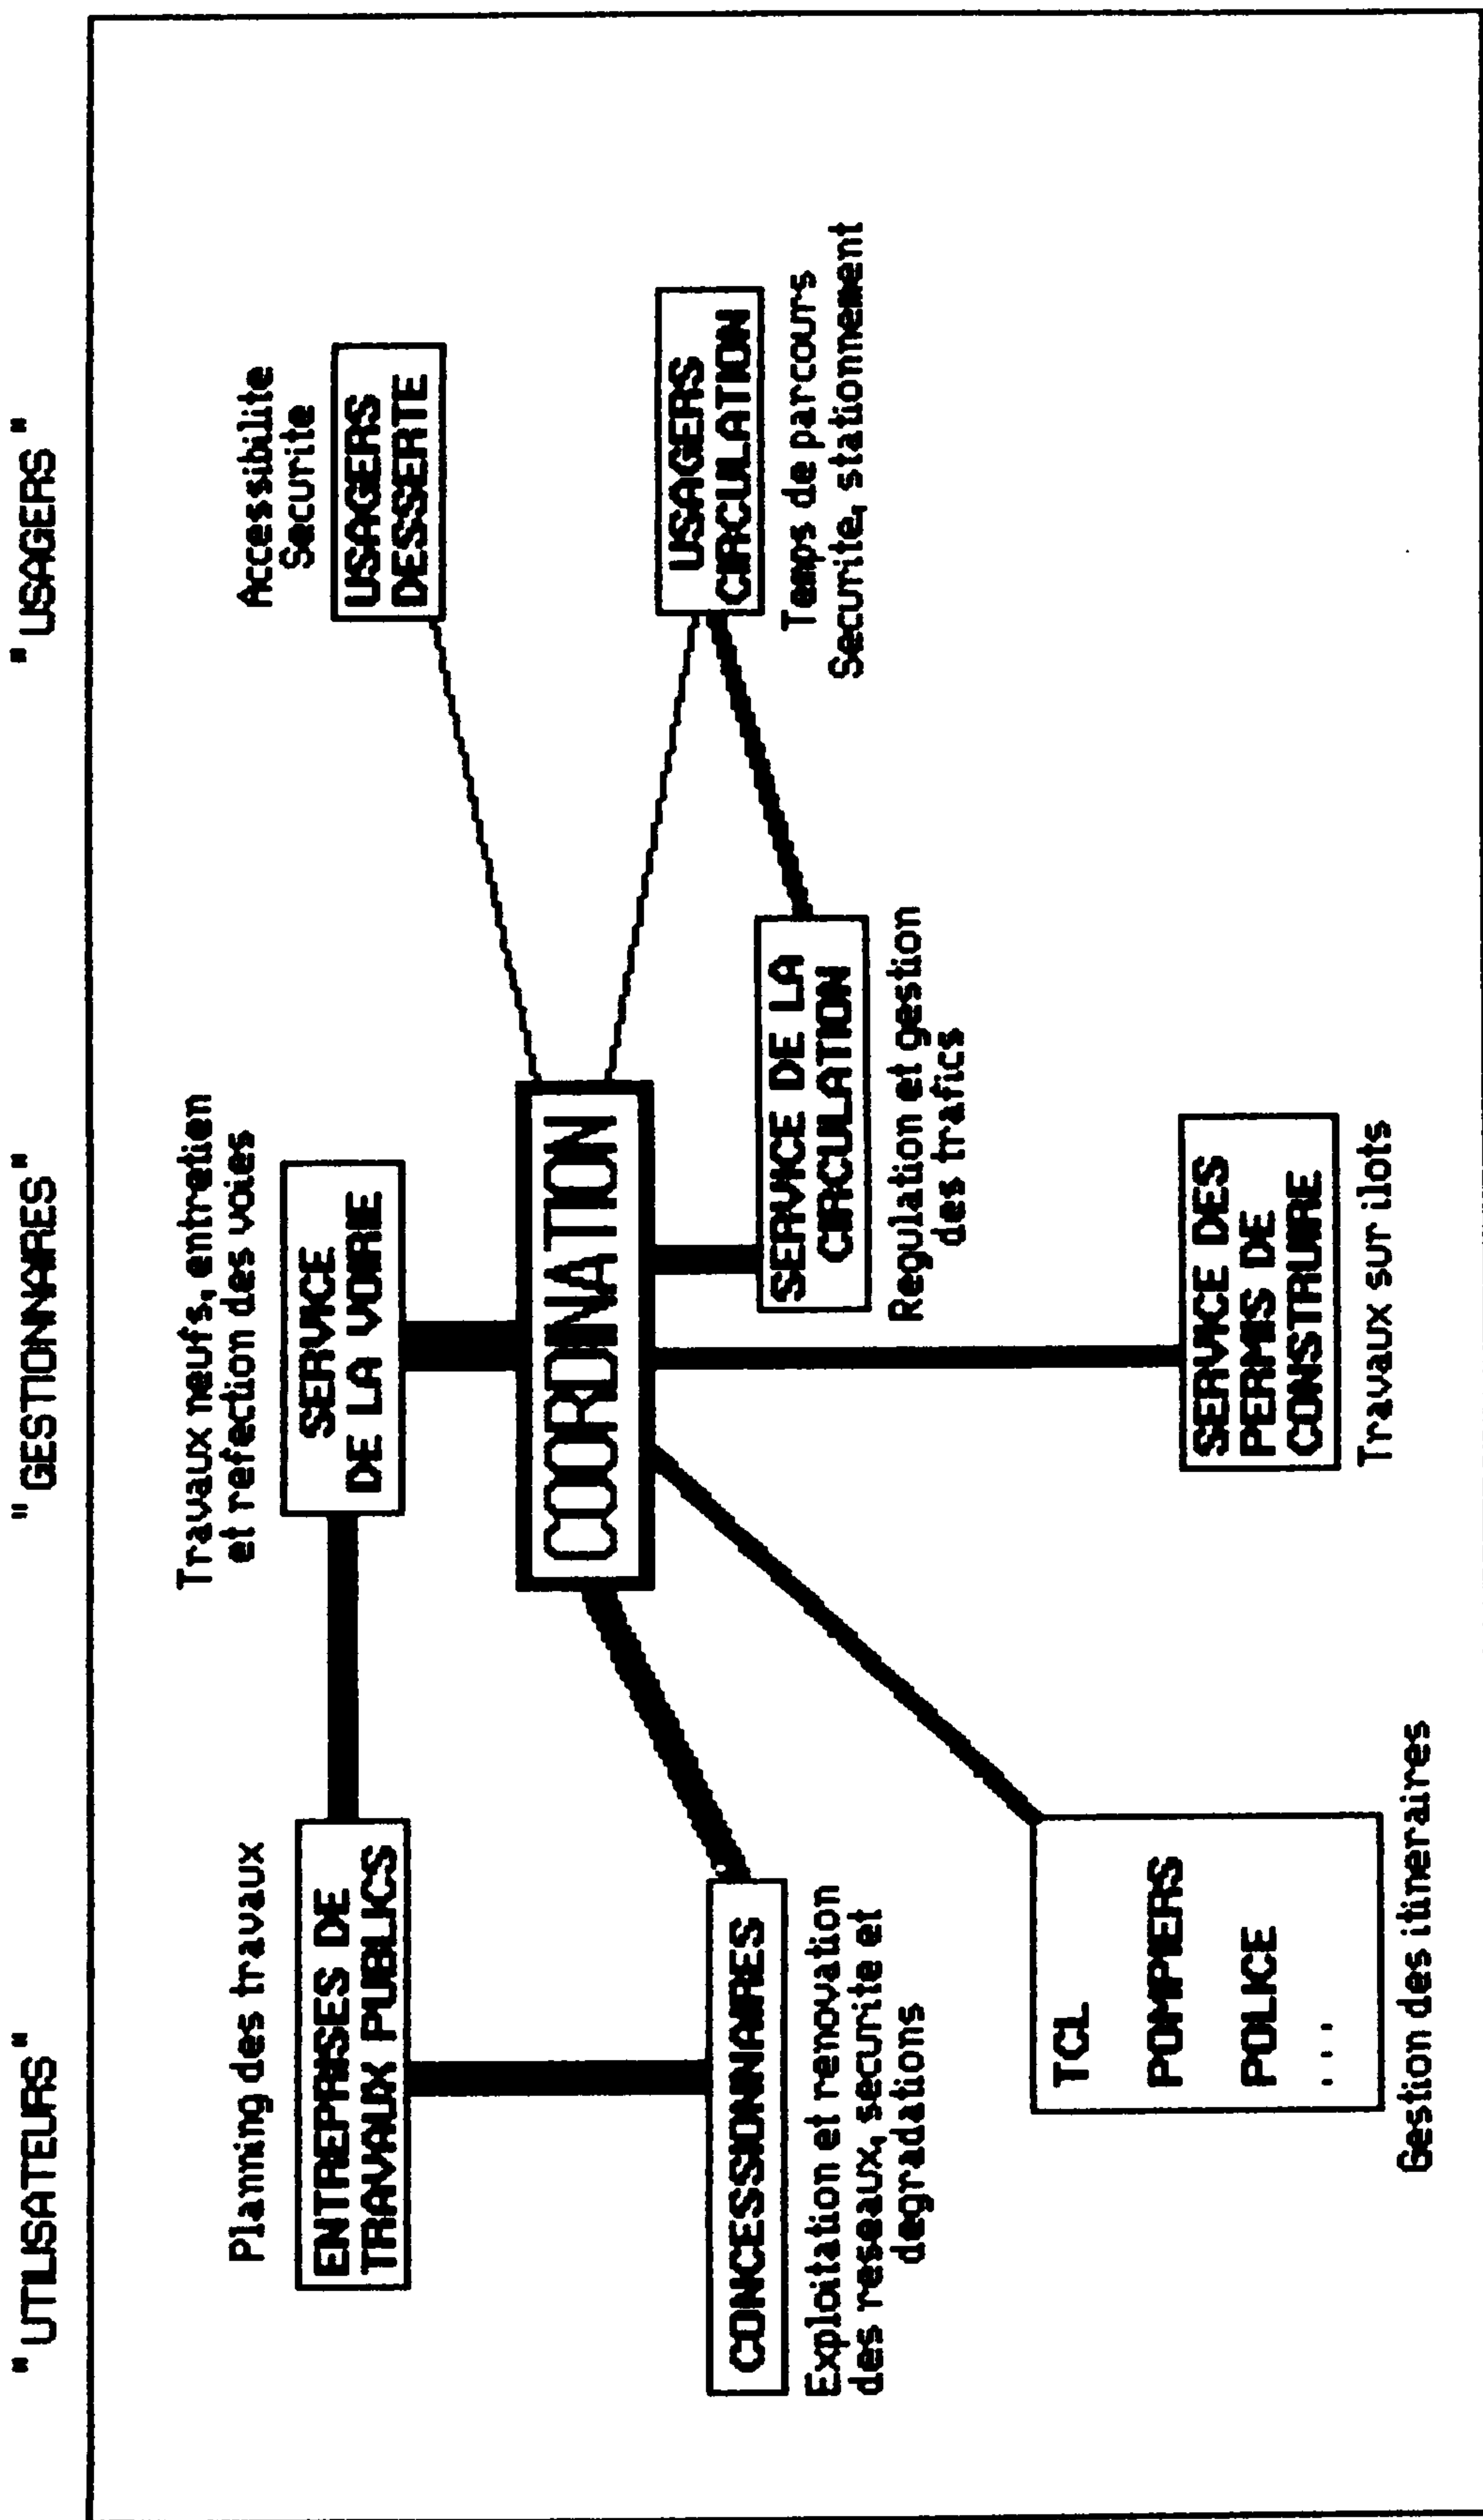 " UTILISATEURS"
" GESTIONNAIRES"
" USAGERS "
Planning des travaux
ENTREPRISES DE
TRAVAUX PUBLICS
Travaux neufs, entretien
et refection des voies
SERVICE
DE LA VOIRIE
Accessibilite
Securite
USAGERS
DESSERTE
COORDINATION
CONCESSIONNAIRES
Exploitation et renovation
des reseaux, securite et
degradations
USAGERS
CIRCULATION
Temps de parcours
Securite, stationnement
SERVICE DE LA
CIRCULATION
Regulation et gestion
des trafics
TCL
POMPIERS
POLICE
...
Gestion des itineraires
SERVICE DES
PERMIS DE
CONSTRUIRE
Travaux sur ilots